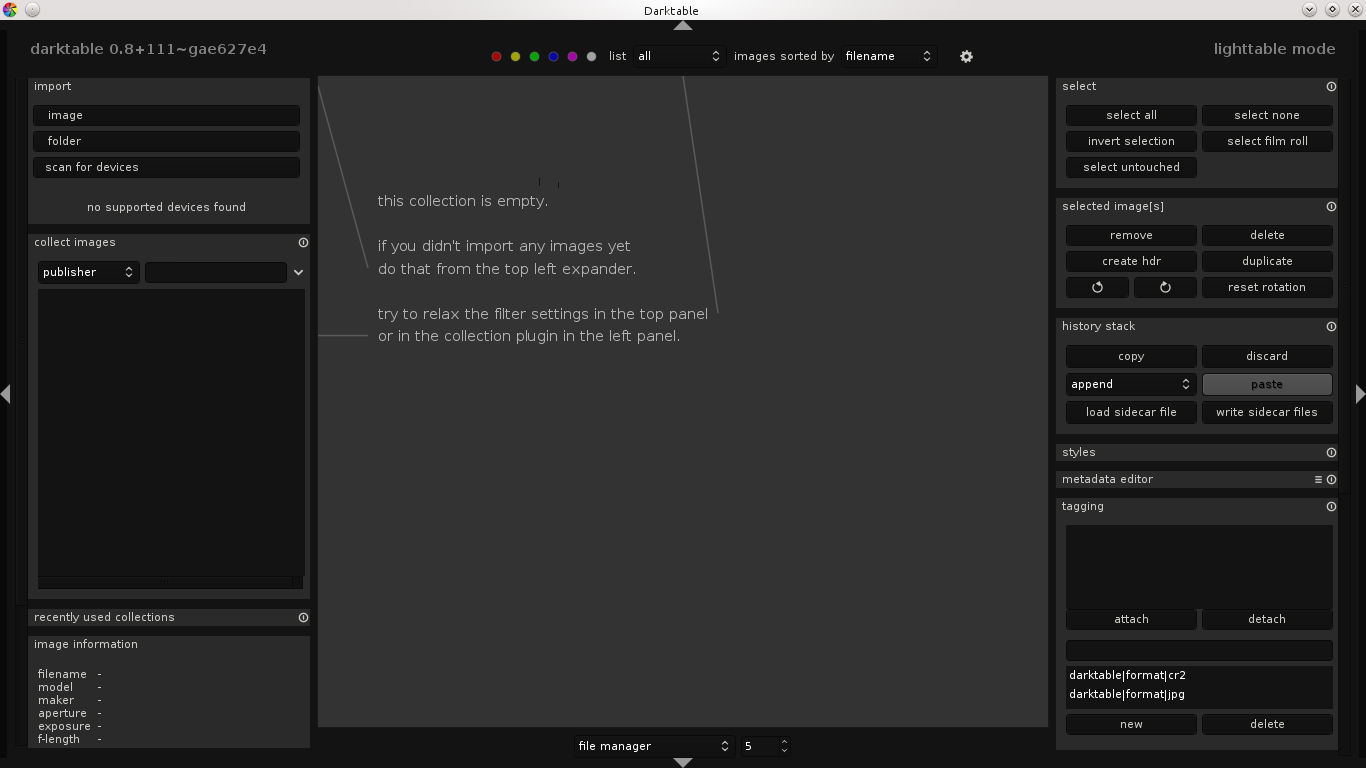 Darktable
darktable 0.8+111~gae627e4
list all images sorted by filename
lighttable mode
import
image
folder
scan for devices
no supported devices found
collect images
publisher
recently used collections
image information
filename -
model -
maker -
aperture -
exposure -
f-length -
this collection is empty.
if you didn't import any images yet
do that from the top left expander.
try to relax the filter settings in the top panel
or in the collection plugin in the left panel.
file manager 5
select
select all select none
invert selection select film roll
select untouched
selected image[s]
remove delete
create hdr duplicate
reset rotation
history stack
copy discard
append paste
load sidecar file write sidecar files
styles
metadata editor
tagging
attach detach
darktable|format|cr2
darktable|format|jpg
new delete